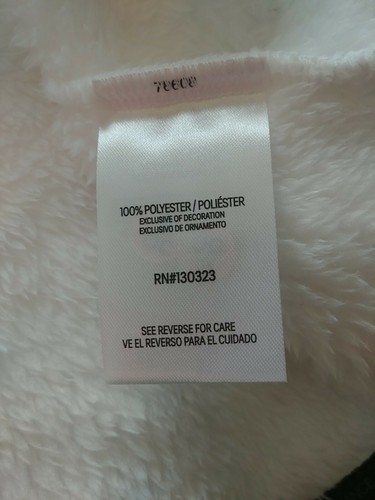 100% POLYESTER / POLIÉSTER
EXCLUSIVE OF DECORATION
EXCLUSIVO DE ORNAMENTO
RN#130323
SEE REVERSE FOR CARE
VE EL REVERSO PARA EL CUIDADO